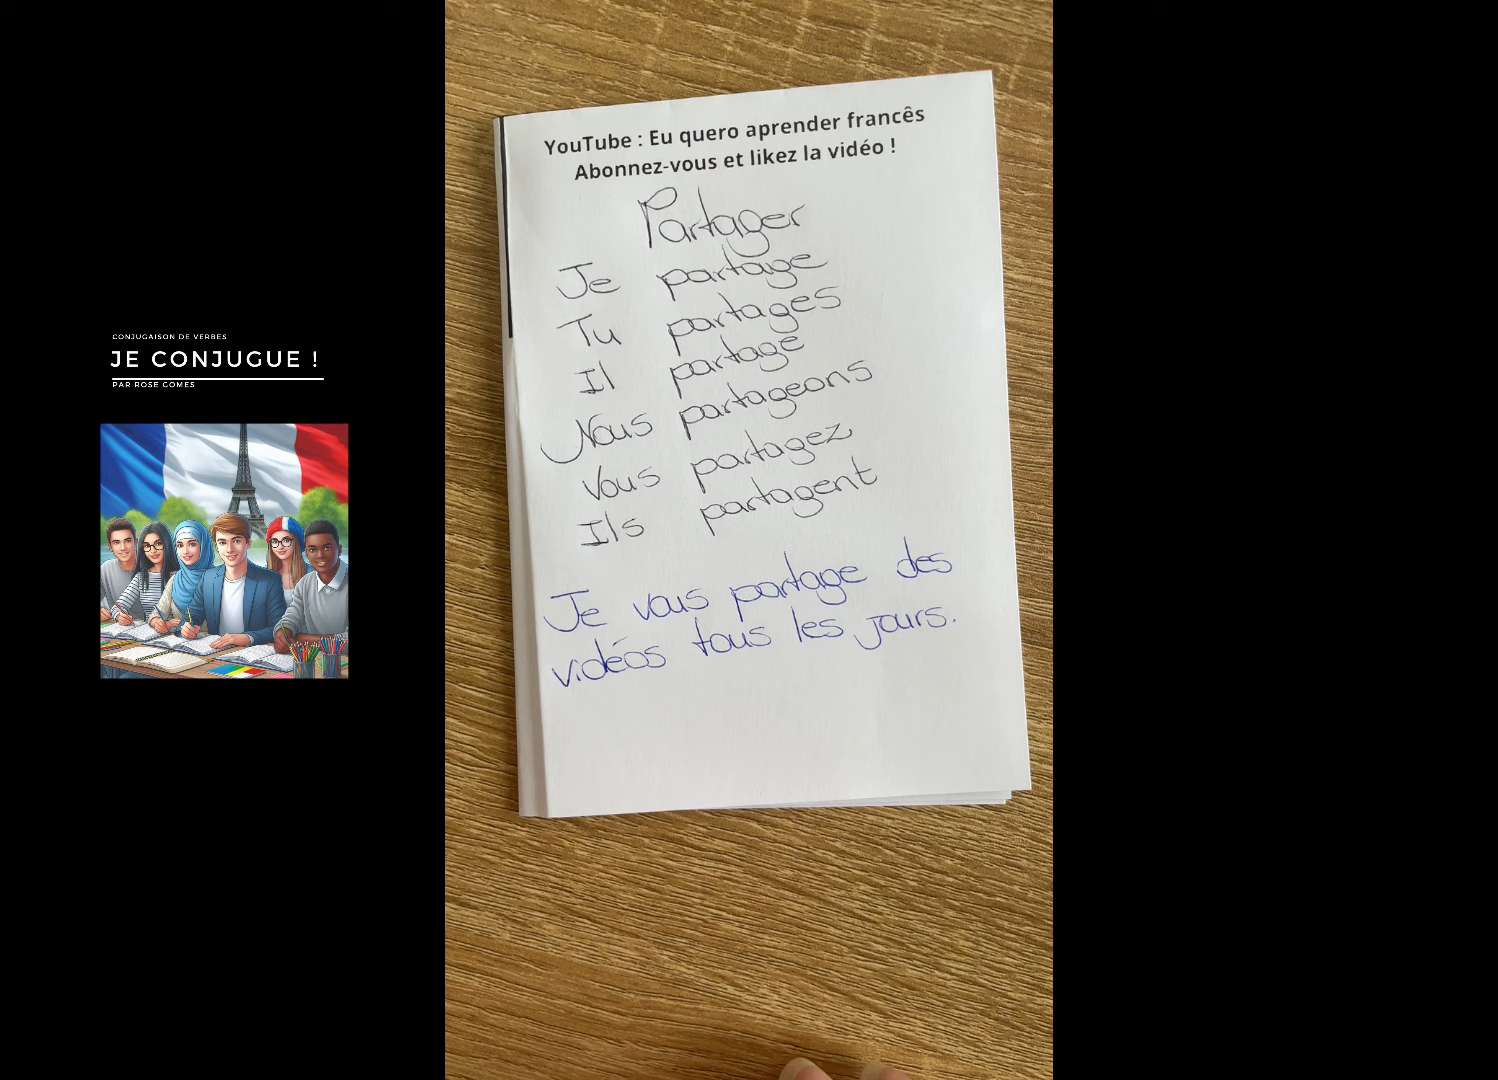 CONJUGAISON DE VERBES
JE CONJUGUE !
PAR ROSE GOMES
YouTube : Eu quero aprender francês
Abonnez-vous et likez la vidéo !
Partager
Je partage
Tu partages
Il partage
Nous partageons
Vous partagez
Ils partagent
Je vous partage des
vidéos tous les jours.